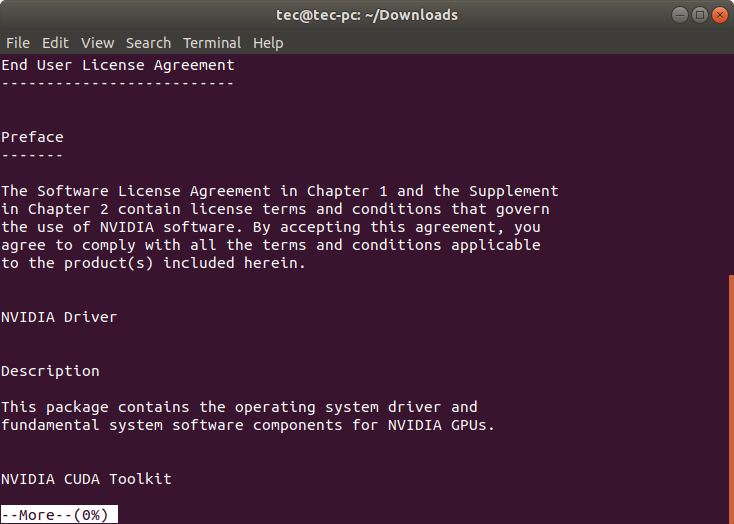 tec@tec-pc: ~/Downloads
File Edit View Search Terminal Help
End User License Agreement
--------------------------
Preface
-------
The Software License Agreement in Chapter 1 and the Supplement
in Chapter 2 contain license terms and conditions that govern
the use of NVIDIA software. By accepting this agreement, you
agree to comply with all the terms and conditions applicable
to the product(s) included herein.
NVIDIA Driver
Description
This package contains the operating system driver and
fundamental system software components for NVIDIA GPUs.
NVIDIA CUDA Toolkit
--More--(0%)